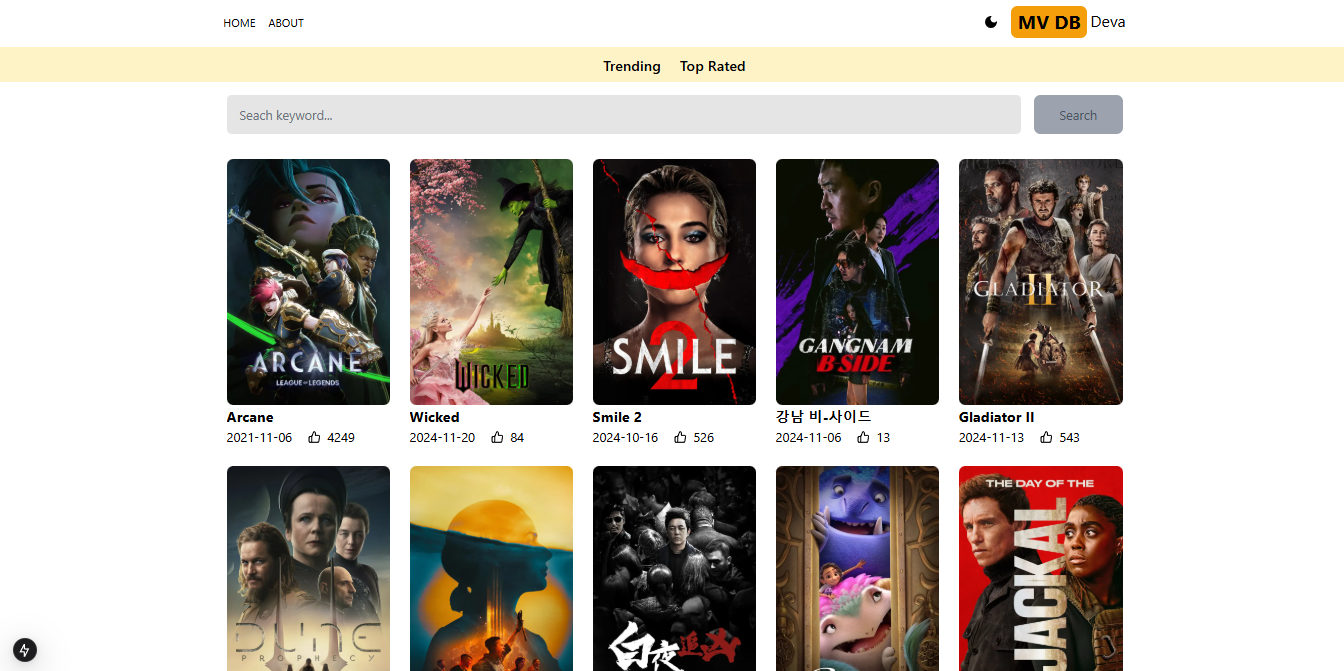 HOME ABOUT
MV DB Deva
Trending Top Rated
Seach keyword...
Search
ARCANE
LEAGUE OF LEGENDS
WICKED
SMILE
2
GANGNAM
B-SIDE
GLADIATOR
II
Arcane
2021-11-06 4249
Wicked
2024-11-20 84
Smile 2
2024-10-16 526
강남 비-사이드
2024-11-06 13
Gladiator II
2024-11-13 543
DUNE
PROPHECY
白夜追凶
THE DAY OF THE
JACKAL